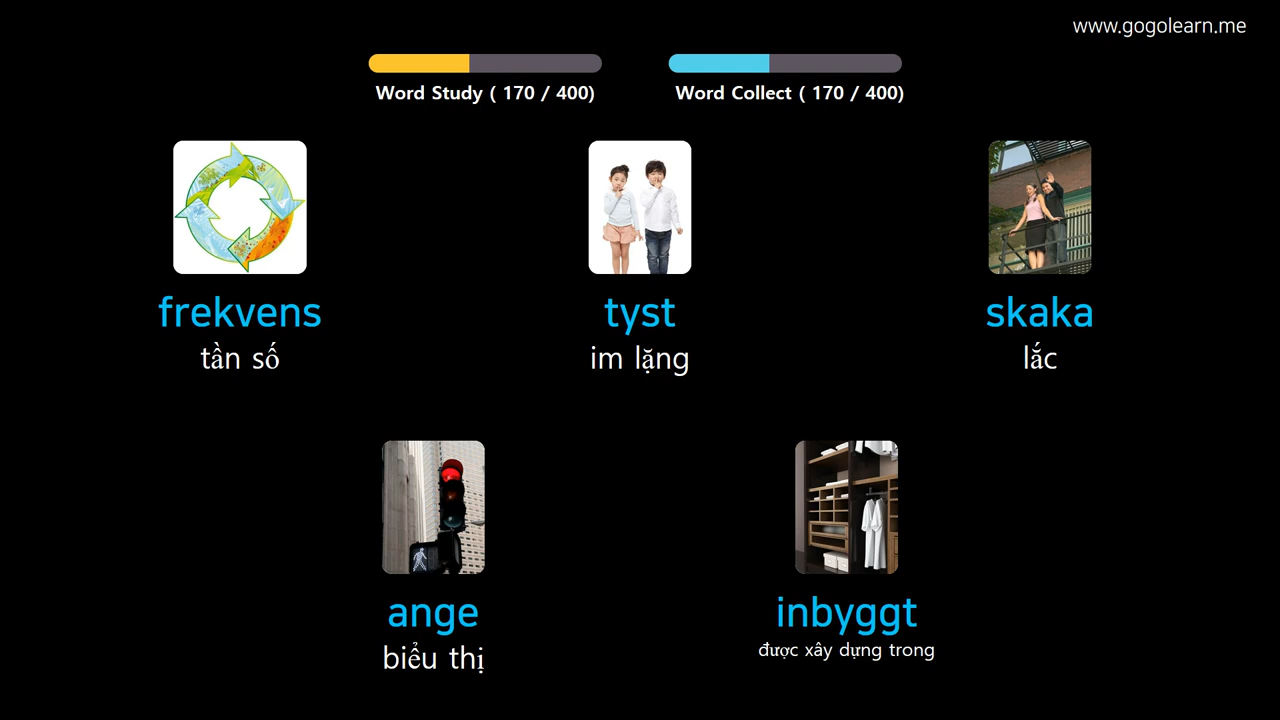 www.gogolearn.me
Word Study ( 170 / 400)
Word Collect ( 170 / 400)
frekvens
tần số
tyst
im lặng
skaka
lắc
ange
biểu thị
inbyggt
được xây dựng trong